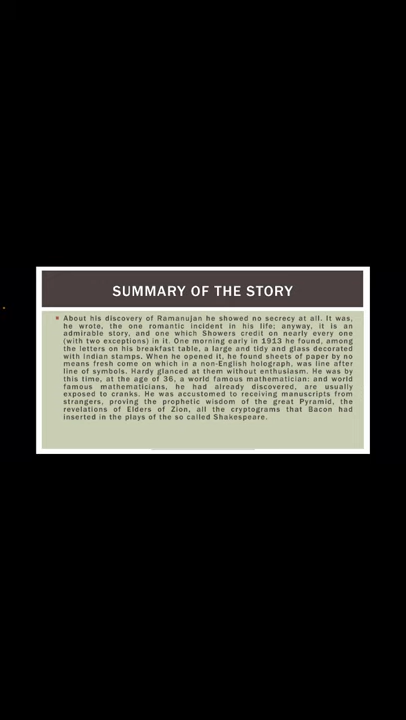 SUMMARY OF THE STORY
About his discovery of Ramanujan he showed no secrecy at all. It was,
he wrote, the one romantic incident in his life; anyway, it is an
admirable story, and one which Showers credit on nearly every one
(with two exceptions) in it. One morning early in 1913 he found, among
the letters on his breakfast table, a large and tidy and glass decorated
with Indian stamps. When he opened it, he found sheets of paper by no
means fresh come on which in a non-English holograph, was line after
line of symbols. Hardy glanced at them without enthusiasm. He was by
this time, at the age of 36, a world famous mathematician: and world
famous mathematicians, he had already discovered, are usually
exposed to cranks. He was accustomed to receiving manuscripts from
strangers, proving the prophetic wisdom of the great Pyramid, the
revelations of Elders of Zion, all the cryptograms that Bacon had
inserted in the plays of the so called Shakespeare.